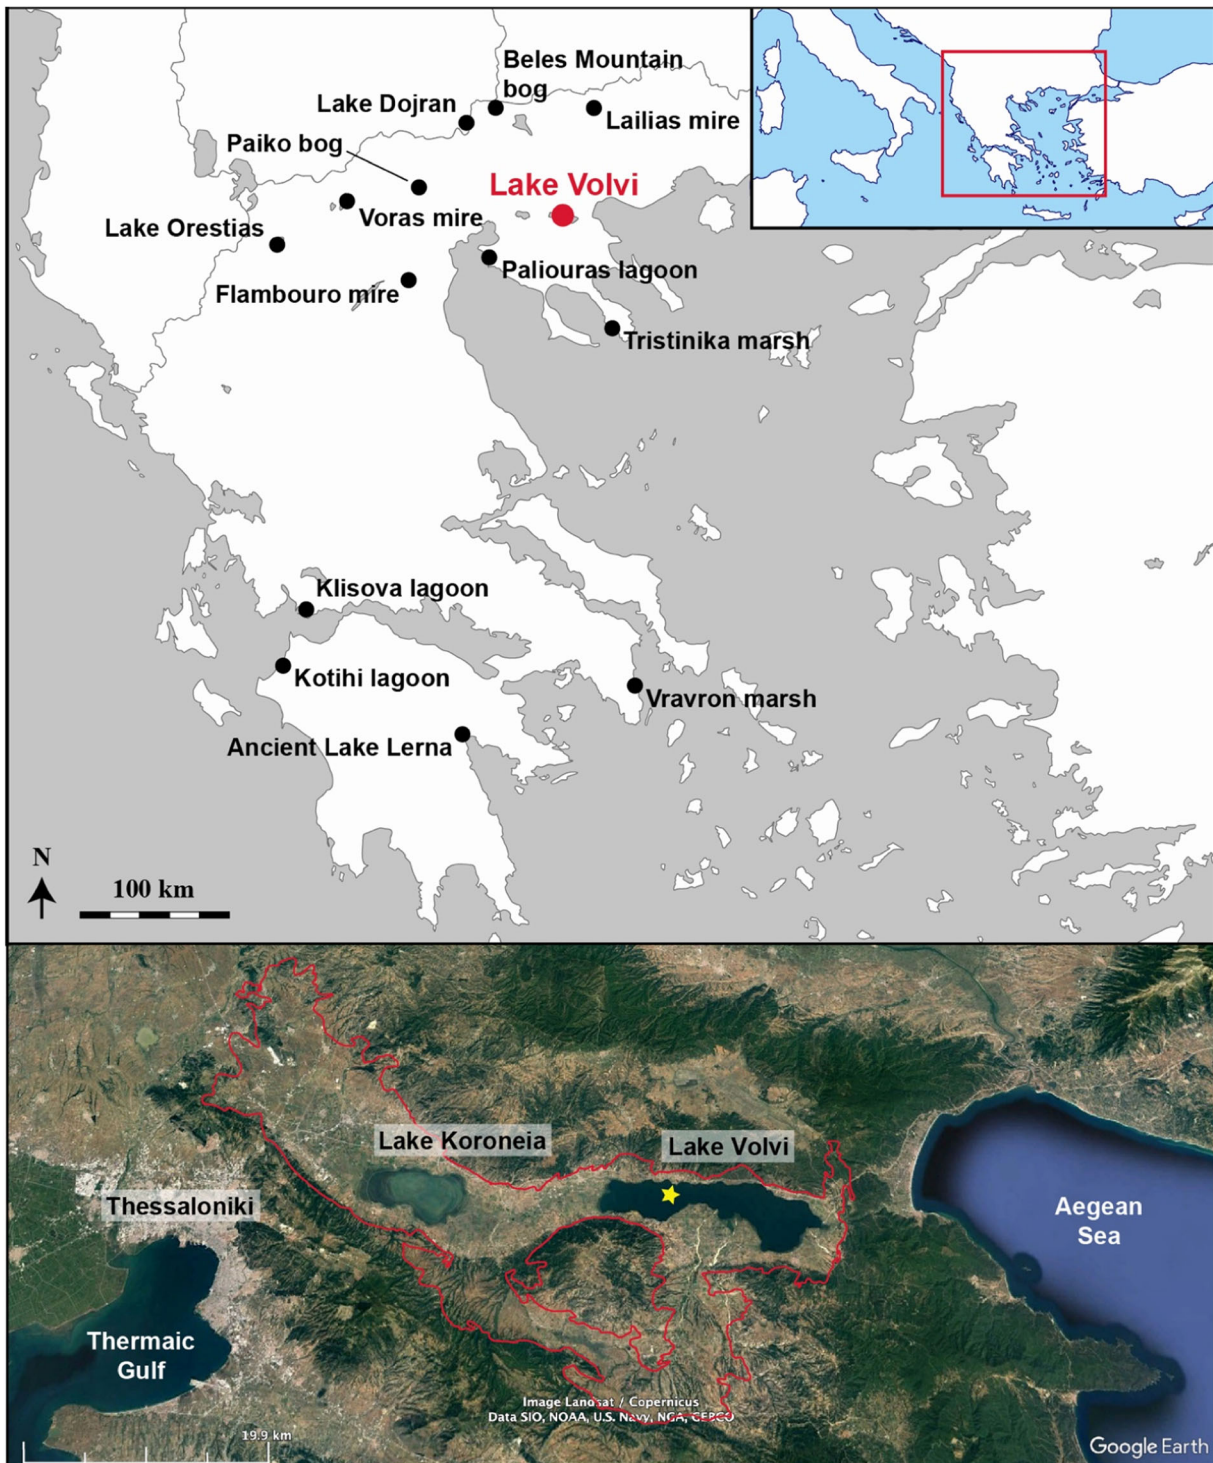 Beles Mountain
bog
Lake Dojran
Lailias mire
Paiko bog
Lake Volvi
Voras mire
Lake Orestias
Paliouras lagoon
Flambouro mire
Tristinika marsh
Klisova lagoon
Kotihi lagoon
Vravron marsh
Ancient Lake Lerna
N
100 km
Lake Koroneia
Lake Volvi
Thessaloniki
Aegean
Sea
Thermaic
Gulf
Image Landsat / Copernicus
Data SIO, NOAA, U.S. Navy, NGA, GEBCO
19.9 km
Google Earth